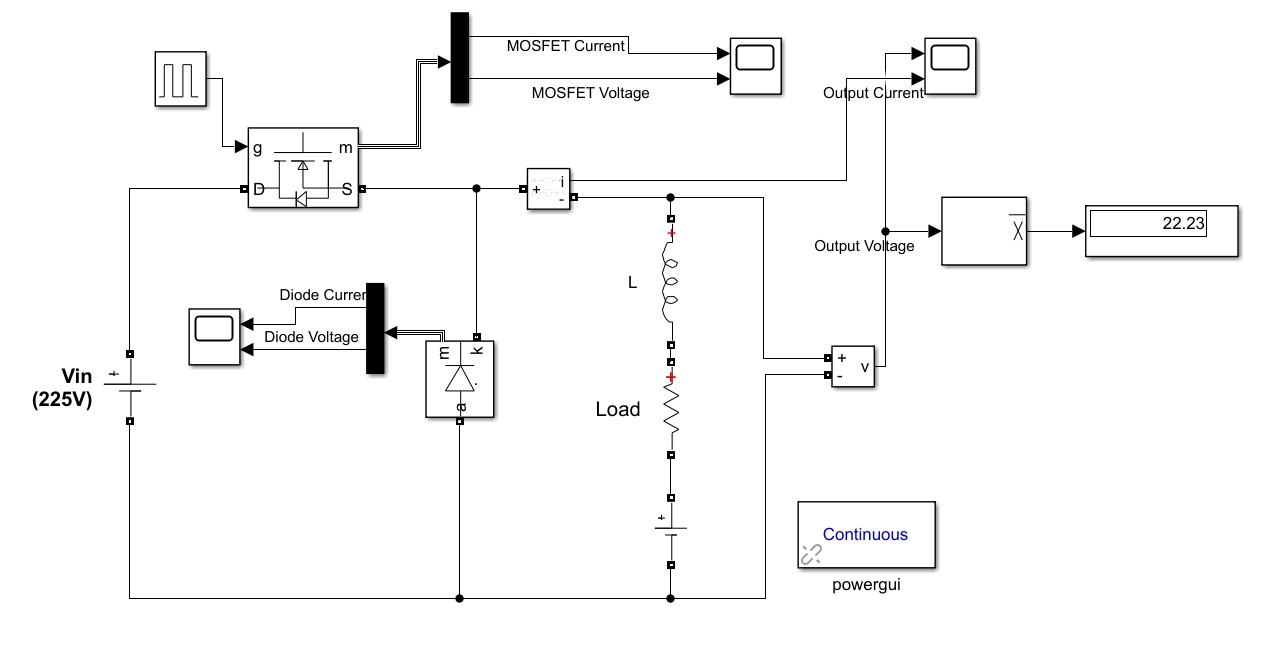 MOSFET Current
MOSFET Voltage
Output Current
g
m
D
S
i
+
-
22.23
Output Voltage
+
L
Diode Curren
Diode Voltage
m
k
a
+
-
v
+
Vin
(225V)
+
Load
+
Continuous
powergui